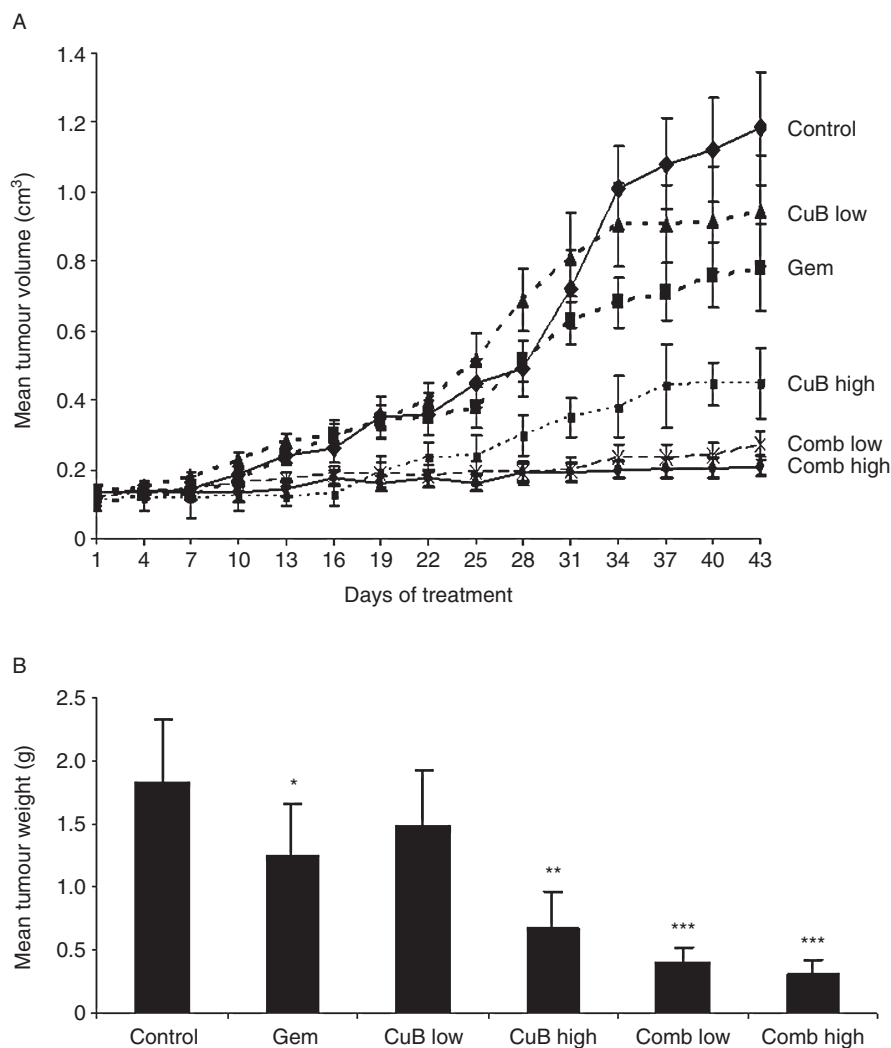 A
Mean tumour volume (cm³)
1.4
1.2
1.0
0.8
0.6
0.4
0.2
0
1 4 7 10 13 16 19 22 25 28 31 34 37 40 43
Days of treatment
Control
CuB low
Gem
CuB high
Comb low
Comb high
B
Mean tumour weight (g)
2.5
2.0
1.5
1.0
0.5
0
*
**
***
***
Control Gem CuB low CuB high Comb low Comb high